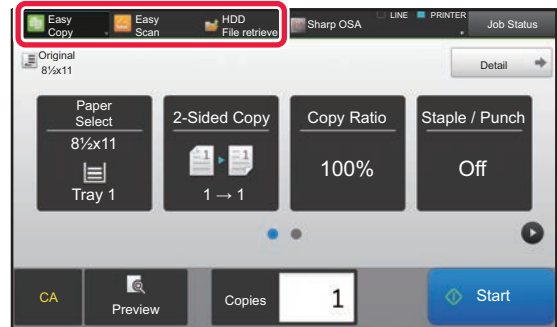 Easy
Copy
Easy
Scan
HDD
File retrieve
Sharp OSA
LINE
PRINTER
Job Status
Original
8½x11
Detail
Paper
Select
8½x11
Tray 1
2-Sided Copy
1
1
1 → 1
Copy Ratio
100%
Staple / Punch
Off
CA
Preview
Copies
1
Start